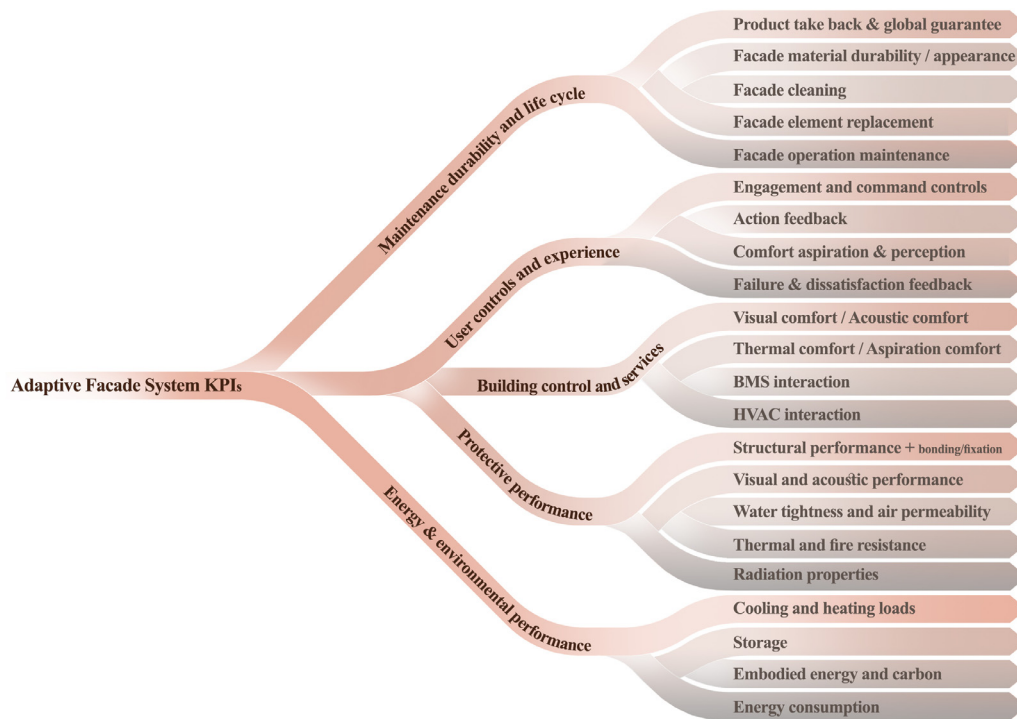 Adaptive Facade System KPIs
Maintenance durability and life cycle
Product take back & global guarantee
Facade material durability / appearance
Facade cleaning
Facade element replacement
Facade operation maintenance
User controls and experience
Engagement and command controls
Action feedback
Comfort aspiration & perception
Failure & dissatisfaction feedback
Building control and services
Visual comfort / Acoustic comfort
Thermal comfort / Aspiration comfort
BMS interaction
HVAC interaction
Protective performance
Structural performance + bonding/fixation
Visual and acoustic performance
Water tightness and air permeability
Thermal and fire resistance
Radiation properties
Energy & environmental performance
Cooling and heating loads
Storage
Embodied energy and carbon
Energy consumption